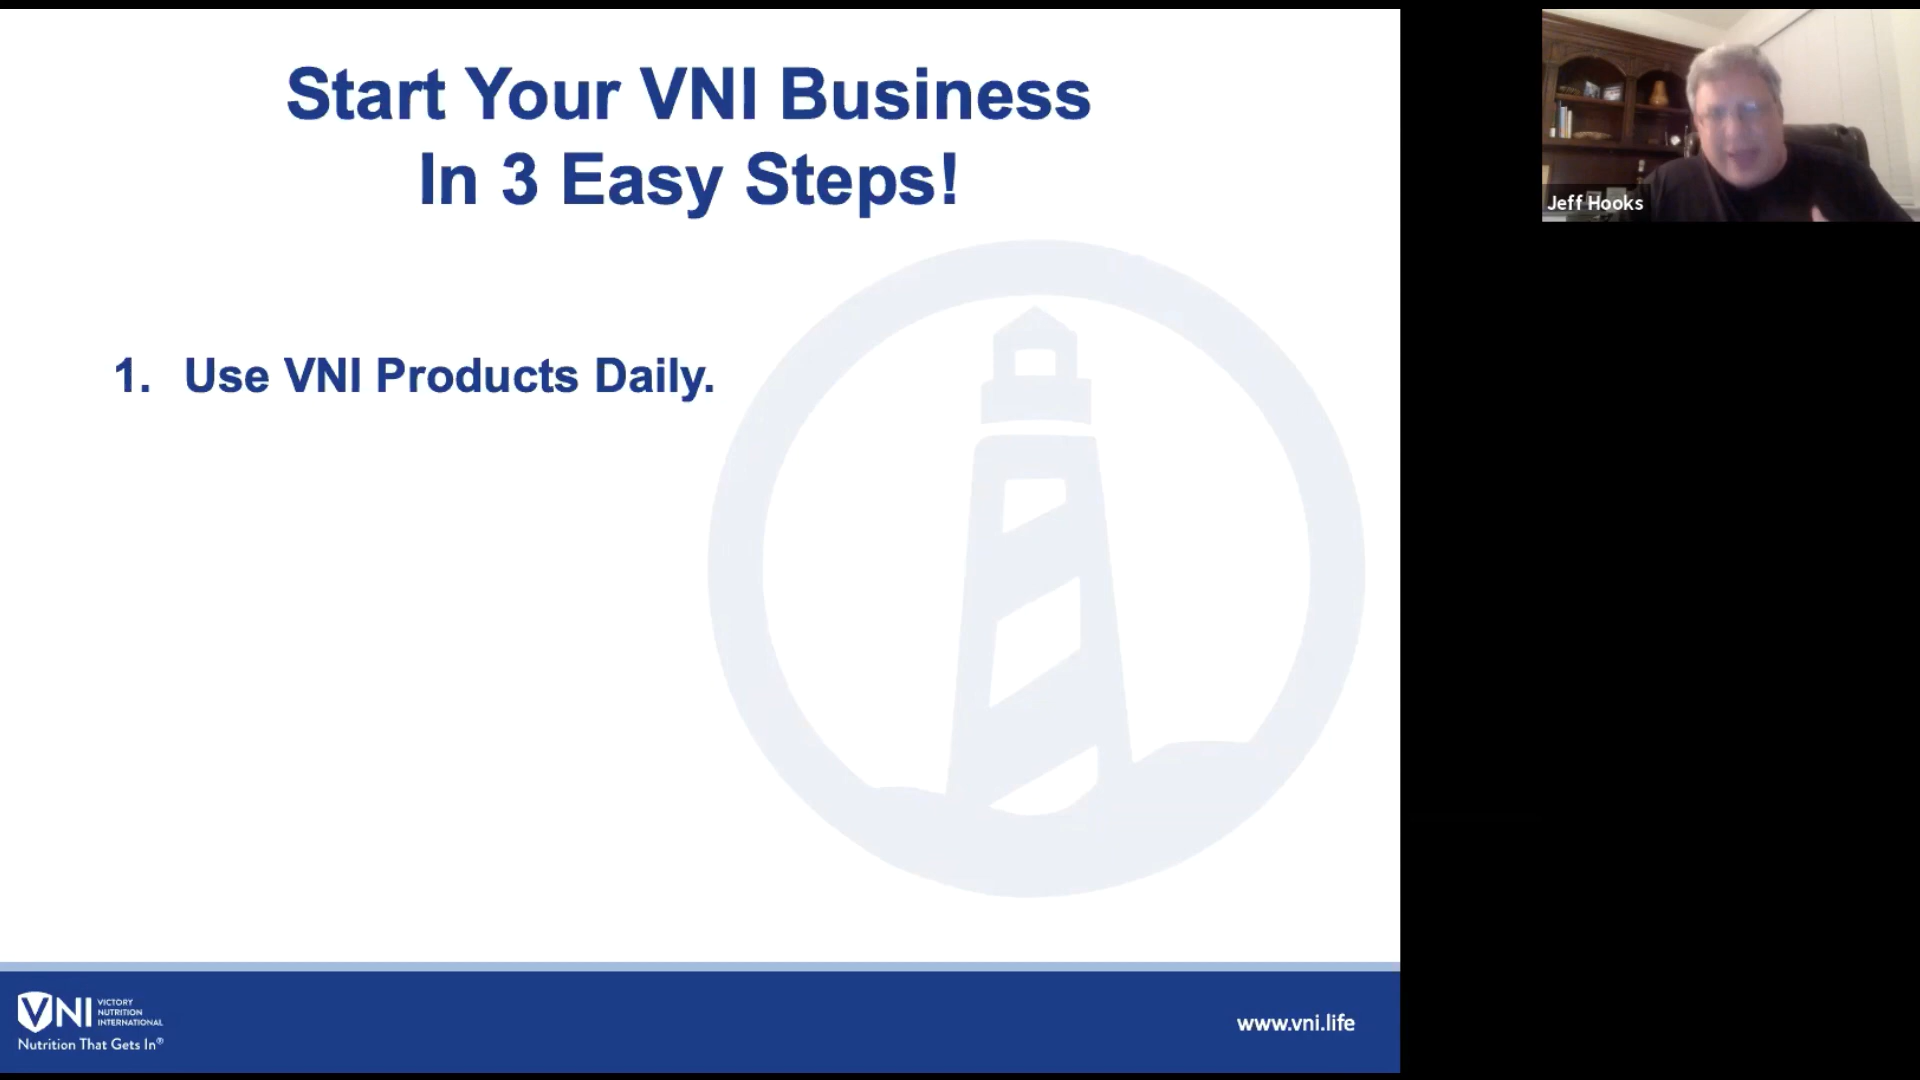 Start Your VNI Business
In 3 Easy Steps!
1. Use VNI Products Daily.
Jeff Hooks
VNI VICTORY
NUTRITION
INTERNATIONAL
Nutrition That Gets In®
www.vni.life